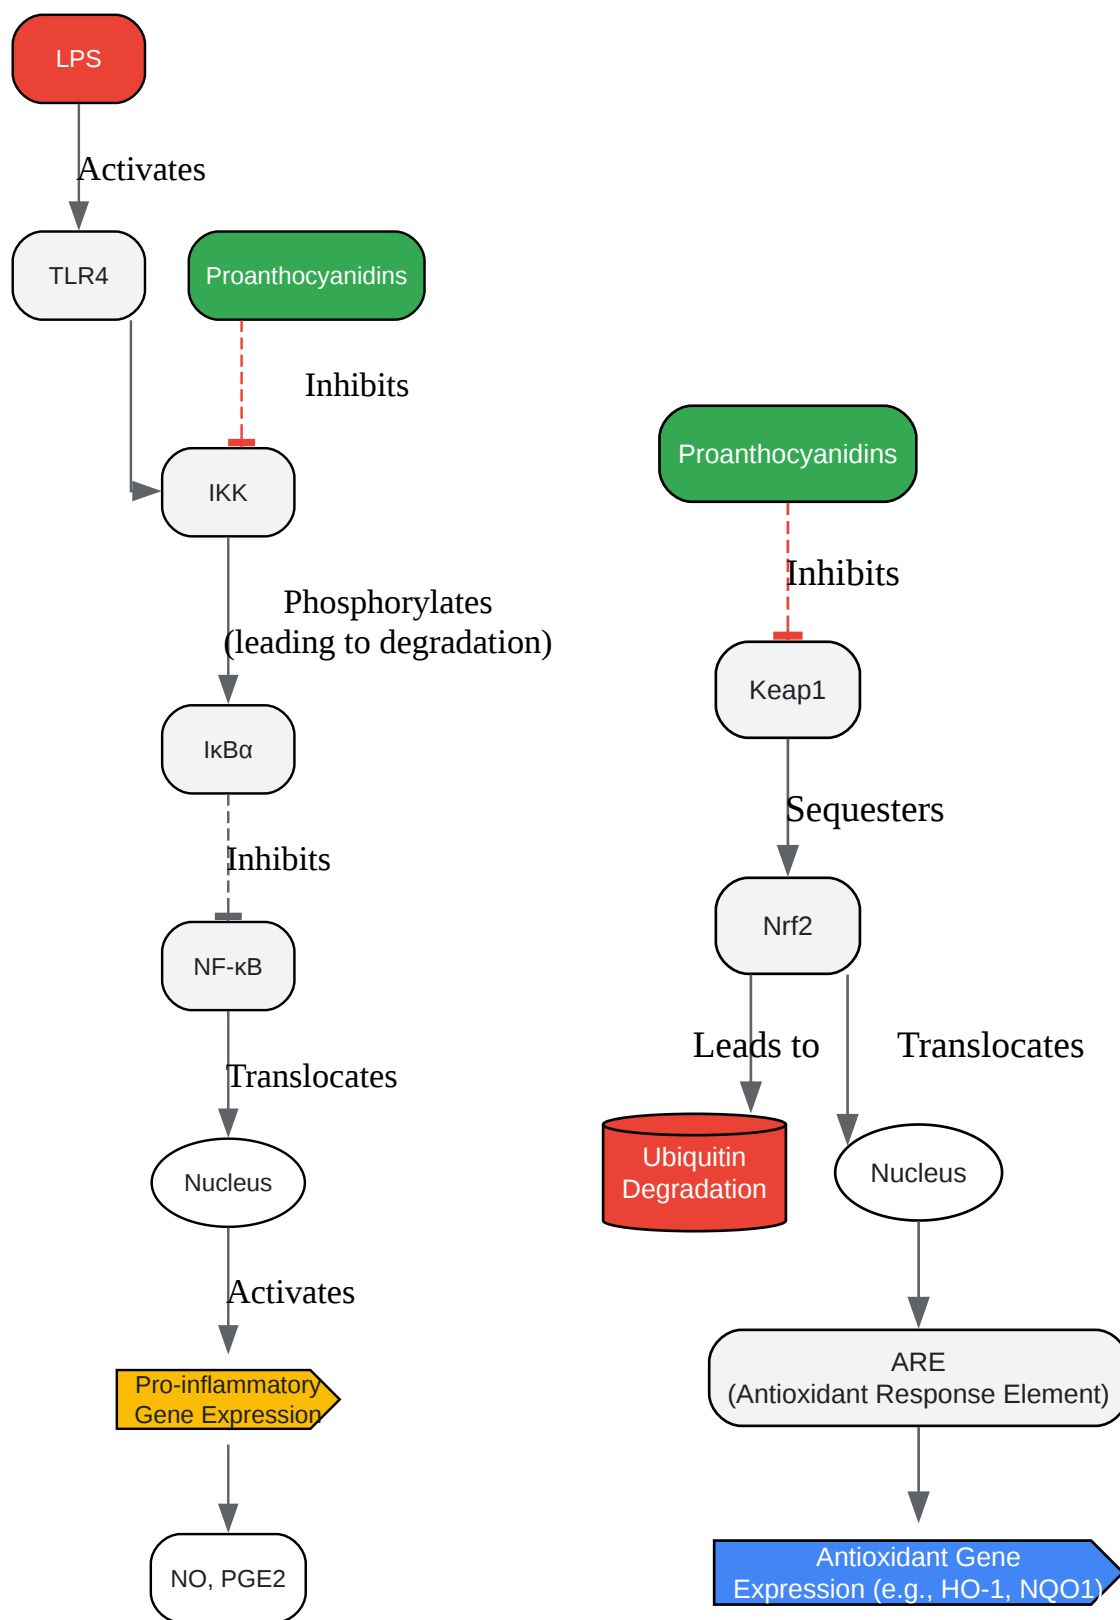 LPS
Activates
TLR4
Proanthocyanidins
Inhibits
IKK
Phosphorylates
(leading to degradation)
IκBα
Inhibits
NF-κB
Translocates
Nucleus
Activates
Pro-inflammatory
Gene Expression
NO, PGE2
Proanthocyanidins
Inhibits
Keap1
Sequesters
Nrf2
Leads to
Translocates
Ubiquitin
Degradation
Nucleus
ARE
(Antioxidant Response Element)
Antioxidant Gene
Expression (e.g., HO-1, NQO1)